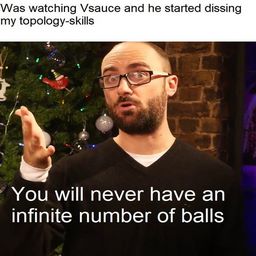 Was watching Vsauce and he started dissing
my topology-skills
You will never have an
infinite number of balls